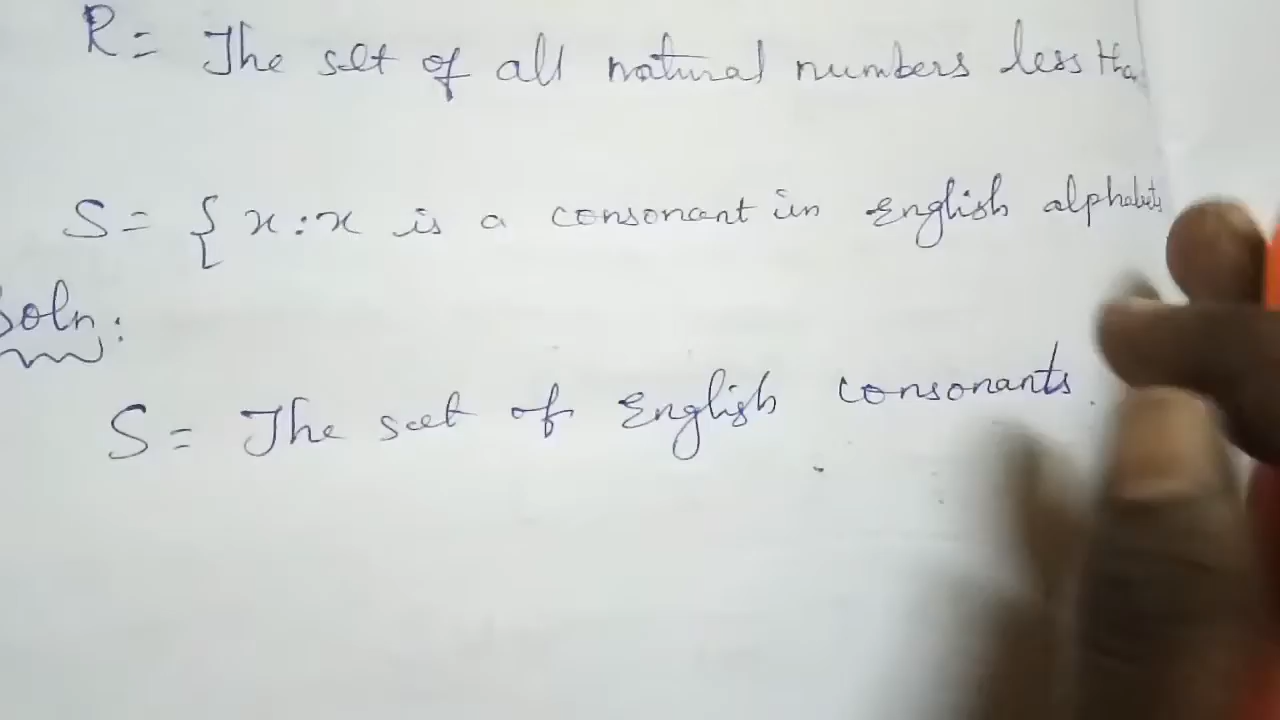 R = The set of all natural numbers less tha
S = { x : x is a consonant in English alphabets
Soln :
S = The set of English consonants.